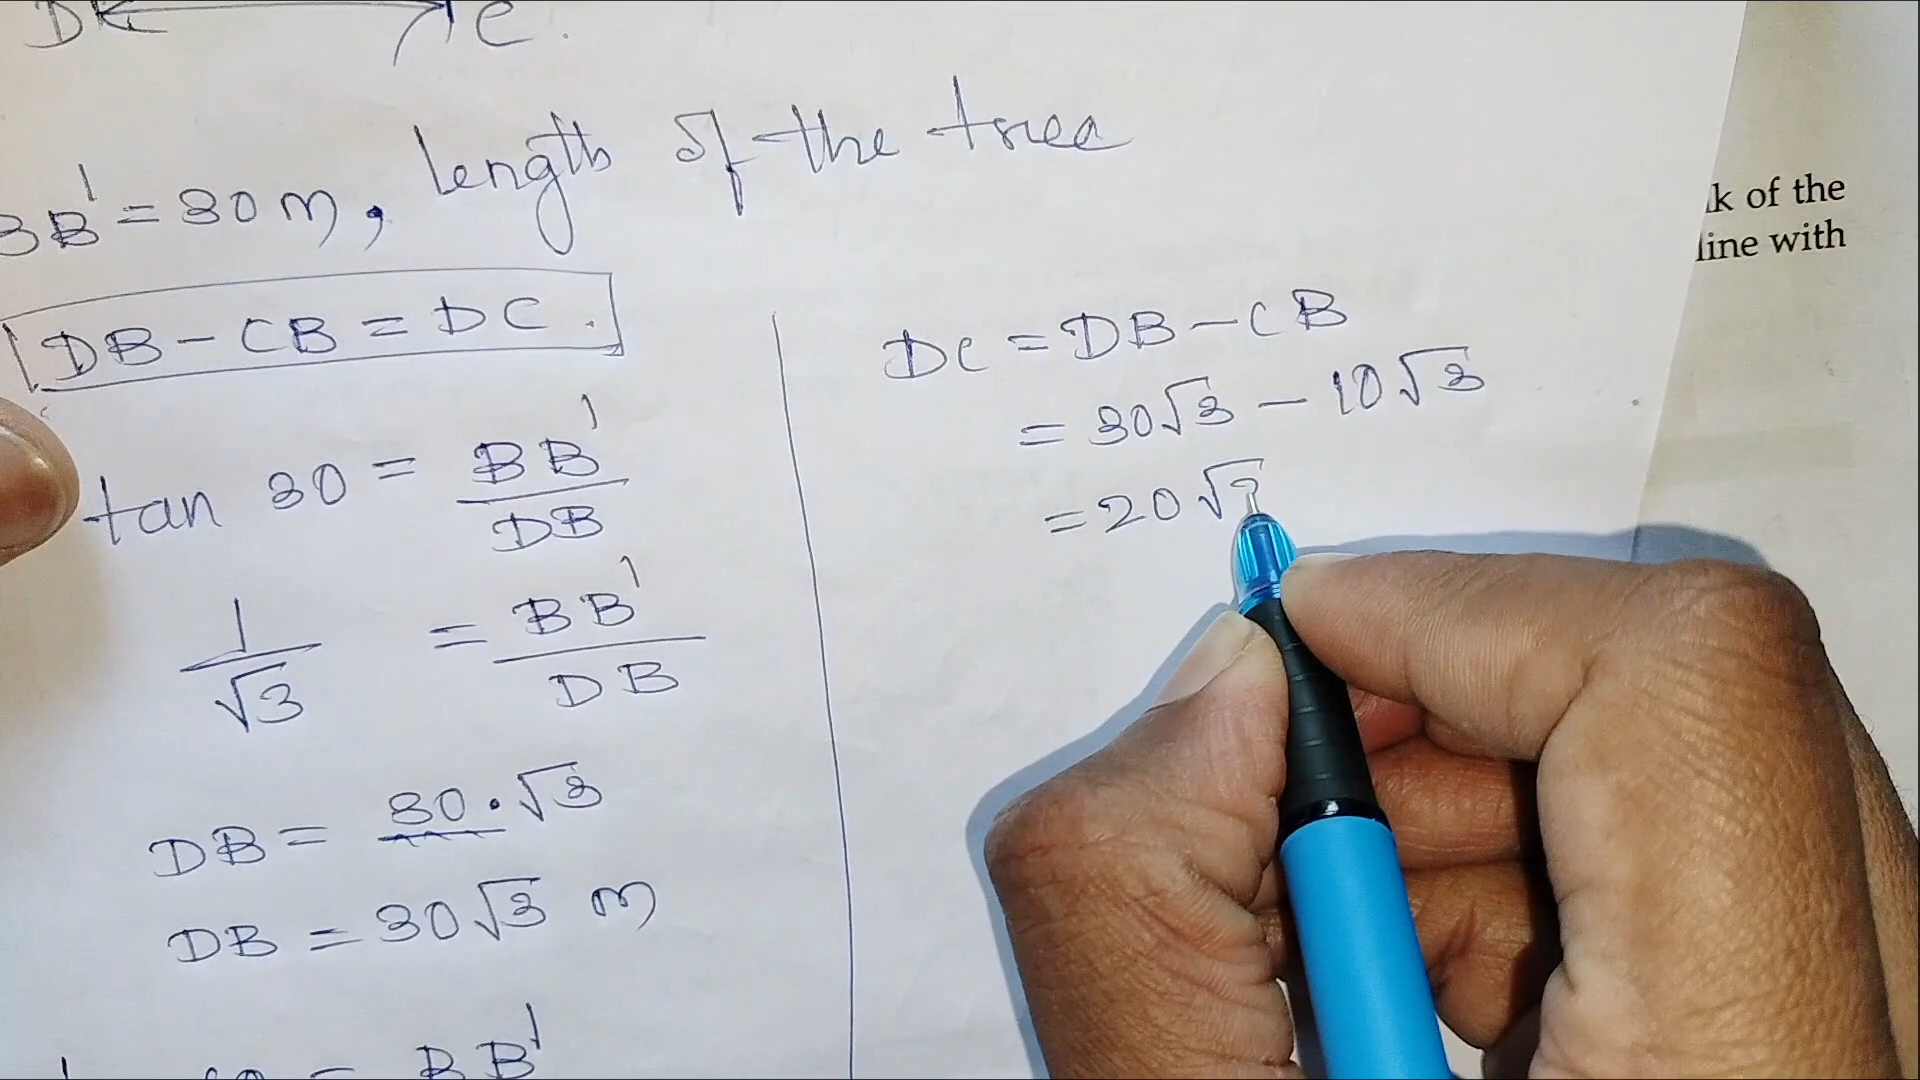 D C.
BB' = 30 m, length of the tree
DB - CB = DC.
tan 30 = BB' / DB
1 / √3 = BB' / DB
DB = 30 . √3
DB = 30 √3 m
= BB'
DC = DB - CB
= 30√3 - 10√3
= 20 √3
k of the
line with